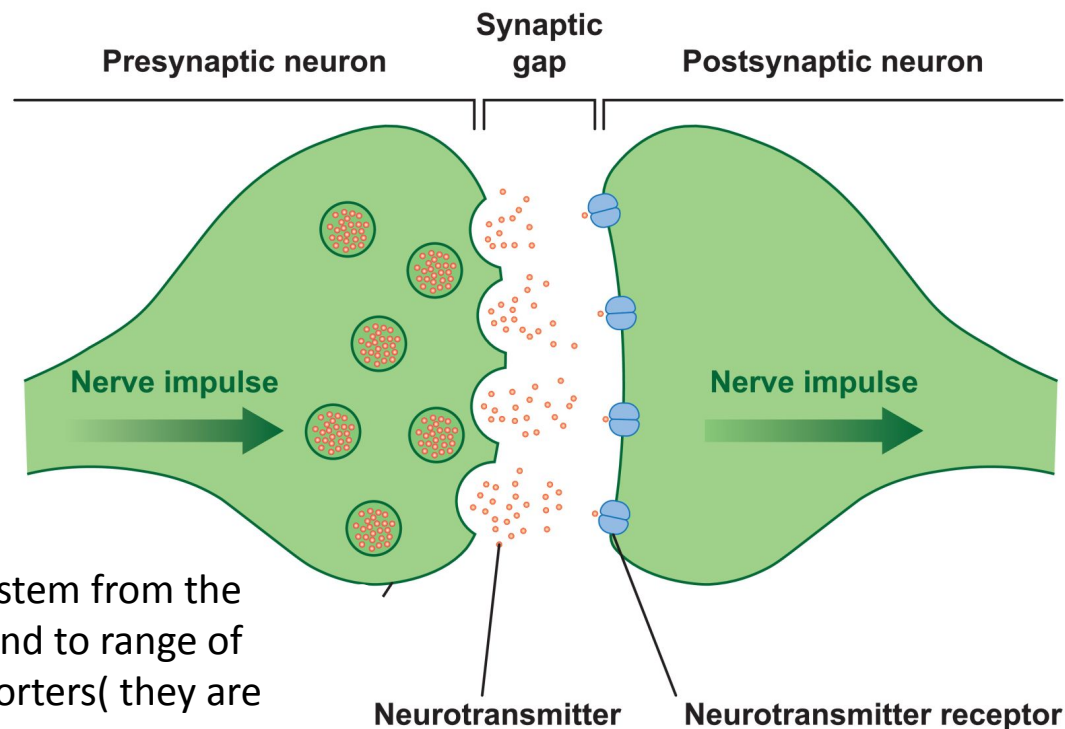 Synaptic
gap
Presynaptic neuron
Postsynaptic neuron
Nerve impulse
Nerve impulse
stem from the
nd to range of
orters( they are
Neurotransmitter
Neurotransmitter receptor